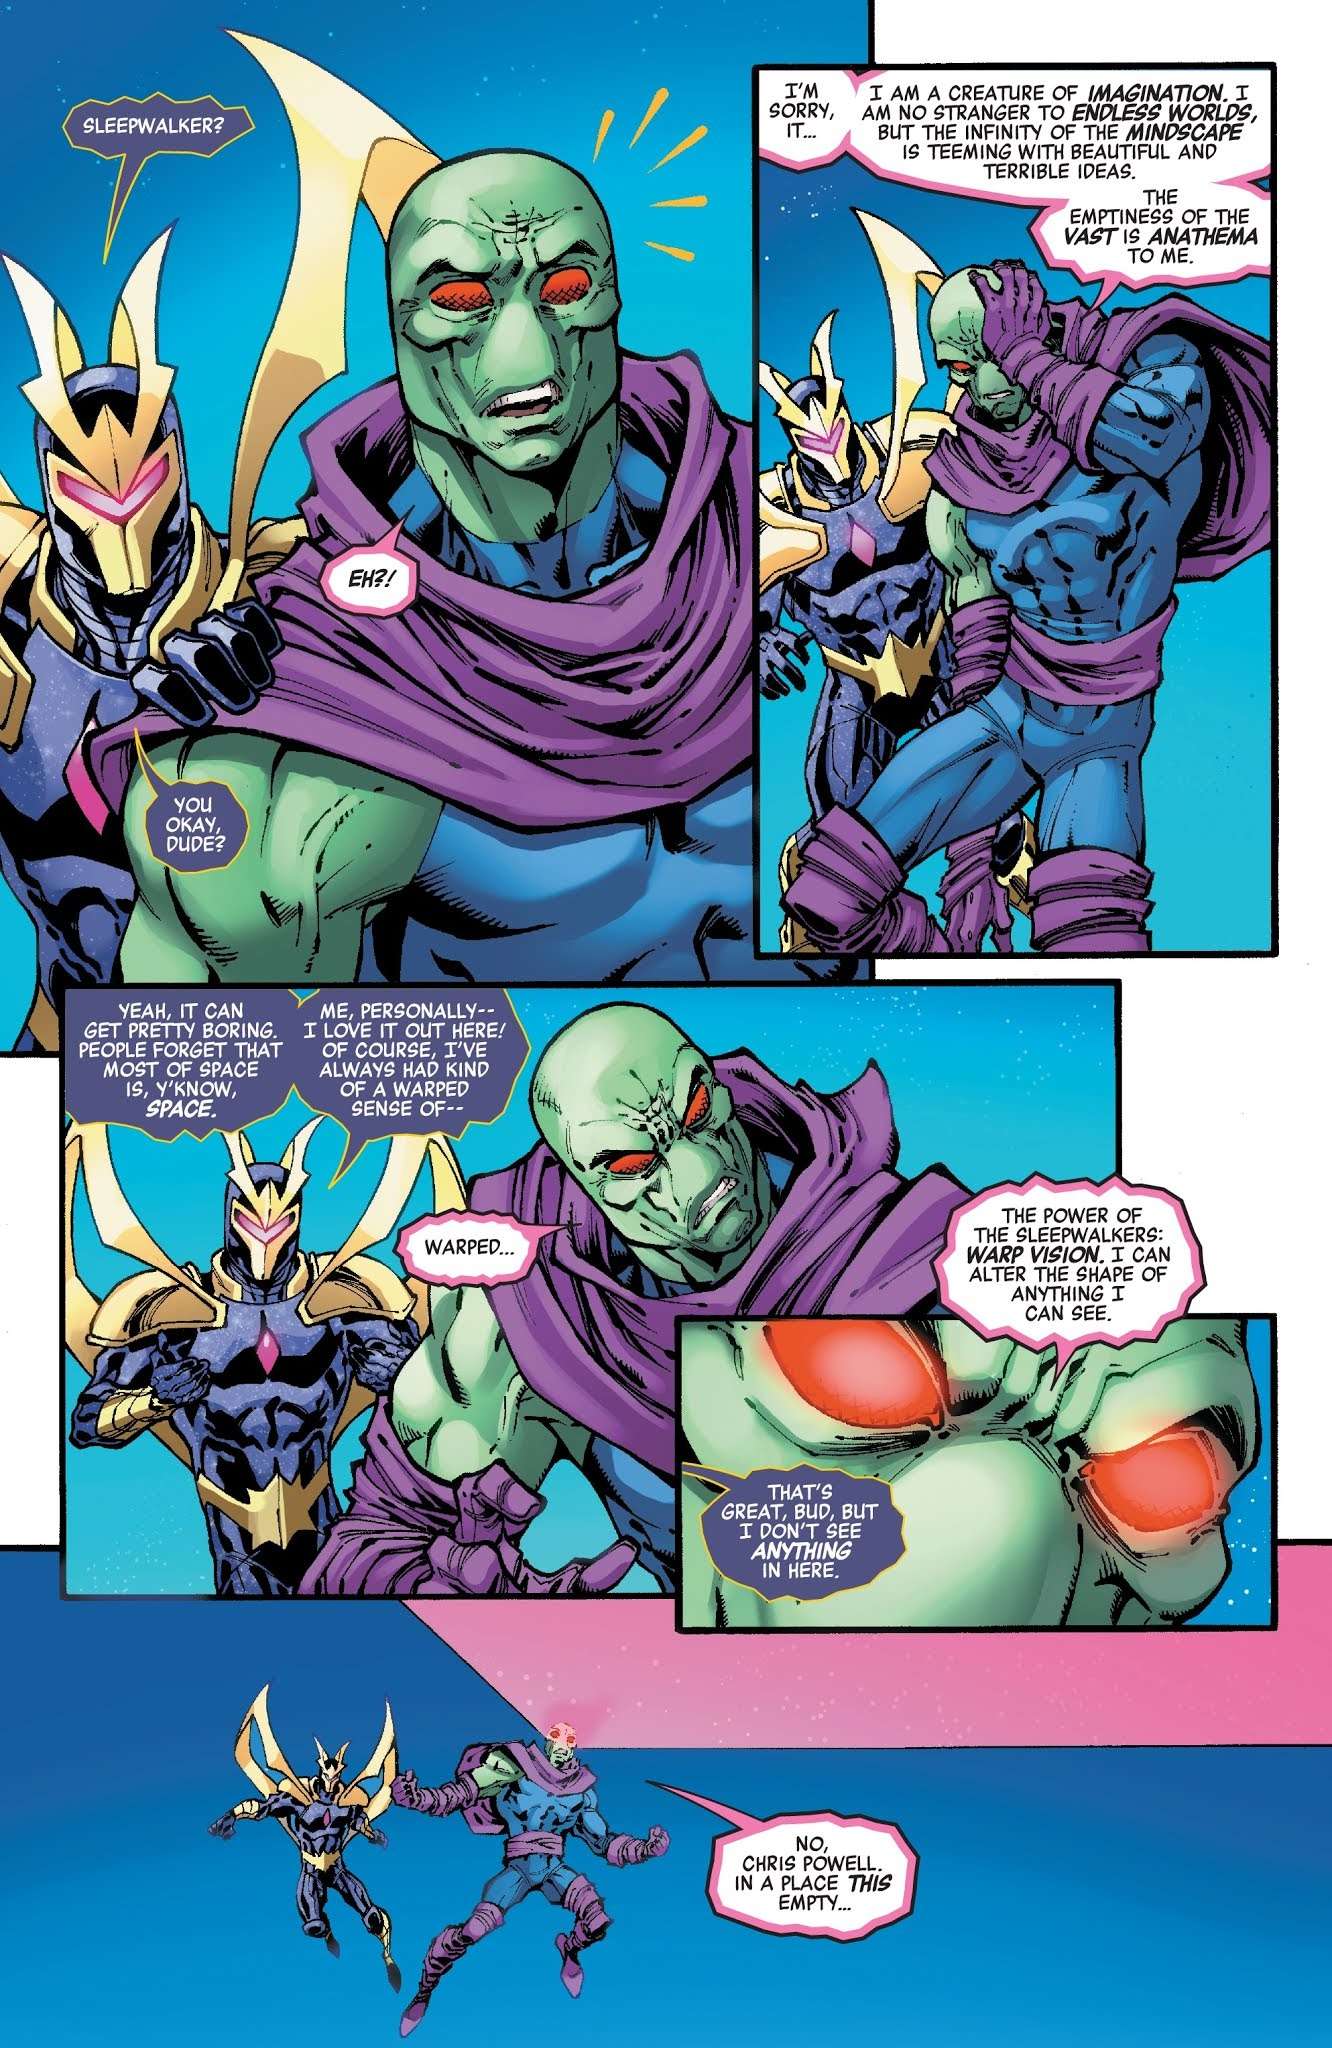 SLEEPWALKER?
EH?!
YOU
OKAY,
DUDE?
I'M
SORRY,
IT...
I AM A CREATURE OF IMAGINATION. I
AM NO STRANGER TO ENDLESS WORLDS,
BUT THE INFINITY OF THE MINDSCAPE
IS TEEMING WITH BEAUTIFUL AND
TERRIBLE IDEAS.
THE
EMPTINESS OF THE
VAST IS ANATHEMA
TO ME.
YEAH, IT CAN
GET PRETTY BORING.
PEOPLE FORGET THAT
MOST OF SPACE
IS, Y'KNOW,
SPACE.
ME, PERSONALLY--
I LOVE IT OUT HERE!
OF COURSE, I'VE
ALWAYS HAD KIND
OF A WARPED
SENSE OF--
WARPED...
THE POWER OF
THE SLEEPWALKERS:
WARP VISION. I CAN
ALTER THE SHAPE OF
ANYTHING I
CAN SEE.
THAT'S
GREAT, BUD, BUT
I DON'T SEE
ANYTHING
IN HERE.
NO,
CHRIS POWELL.
IN A PLACE THIS
EMPTY...